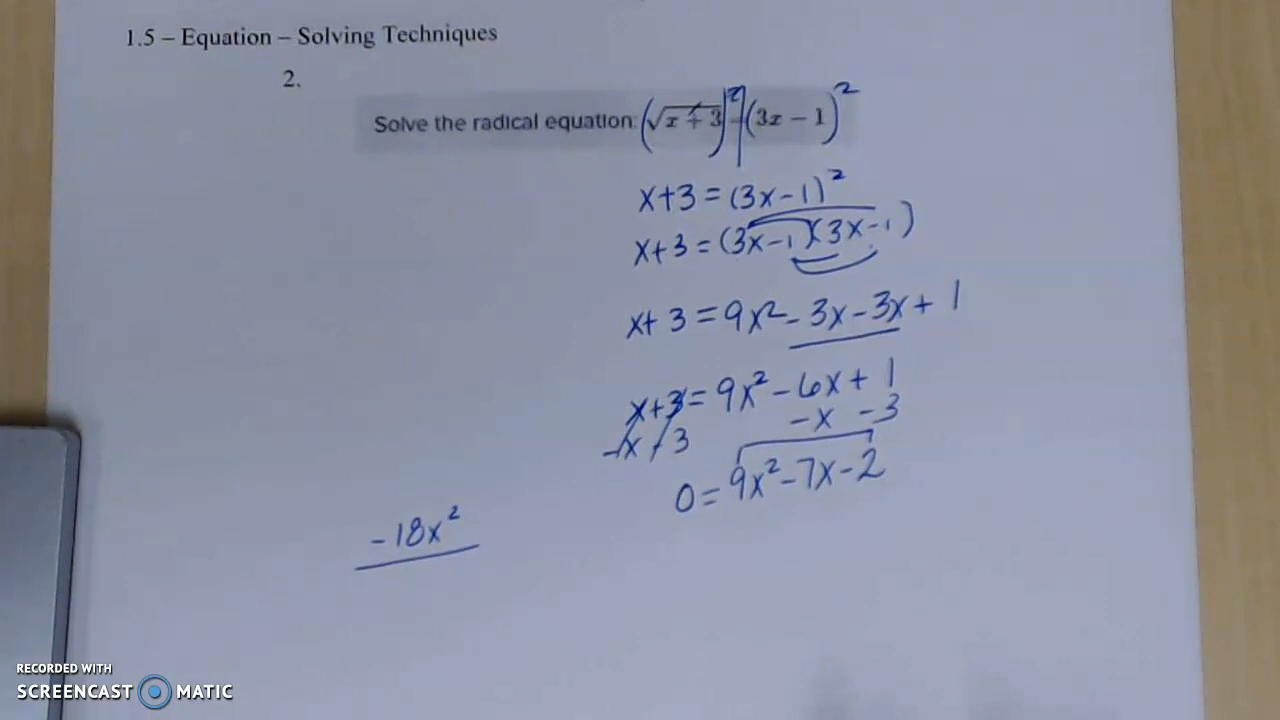 1.5 – Equation – Solving Techniques
2.
Solve the radical equation: (√x + 3)² = (3x − 1)²
x+3 = (3x-1)²
x+3 = (3x-1)(3x-1)
x+3 = 9x² - 3x - 3x + 1
x+3 = 9x² - 6x + 1
-x -3 -x -3
0 = 9x² - 7x - 2
-18x²
RECORDED WITH
SCREENCAST MATIC